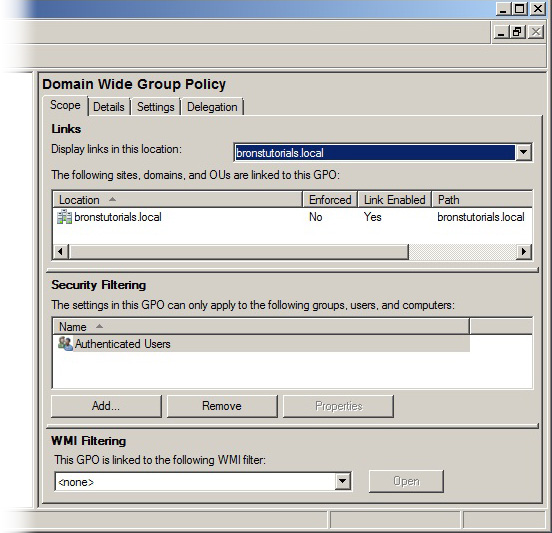 Domain Wide Group Policy
Scope Details Settings Delegation
Links
Display links in this location: bronstutorials.local
The following sites, domains, and OUs are linked to this GPO:
Location Enforced Link Enabled Path
bronstutorials.local No Yes bronstutorials.local
Security Filtering
The settings in this GPO can only apply to the following groups, users, and computers:
Name
Authenticated Users
Add... Remove Properties
WMI Filtering
This GPO is linked to the following WMI filter:
<none> Open